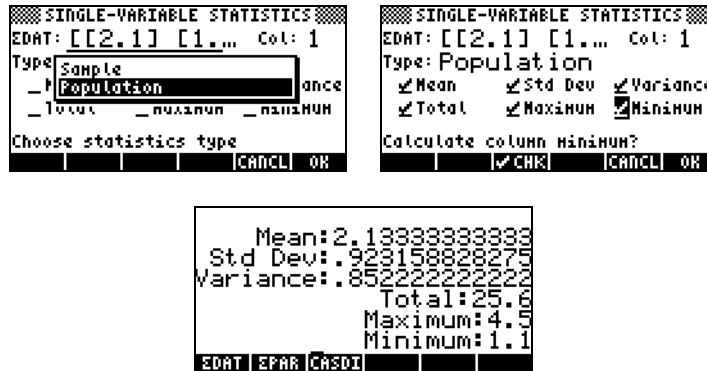 SINGLE-VARIABLE STATISTICS
ΣDAT: [[2.1] [1.… Col: 1
Type
Sample
Population
ance
_Total _Maximum _Minimum
Choose statistics type
CANCL OK
SINGLE-VARIABLE STATISTICS
ΣDAT: [[2.1] [1.… Col: 1
Type: Population
✓Mean ✓Std Dev ✓Variance
✓Total ✓Maximum ✓Minimum
Calculate column minimum?
✓CHK CANCL OK
Mean:2.13333333333
Std Dev:.923158828275
Variance:.852222222222
Total:25.6
Maximum:4.5
Minimum:1.1
ΣDAT ΣPAR CASDI